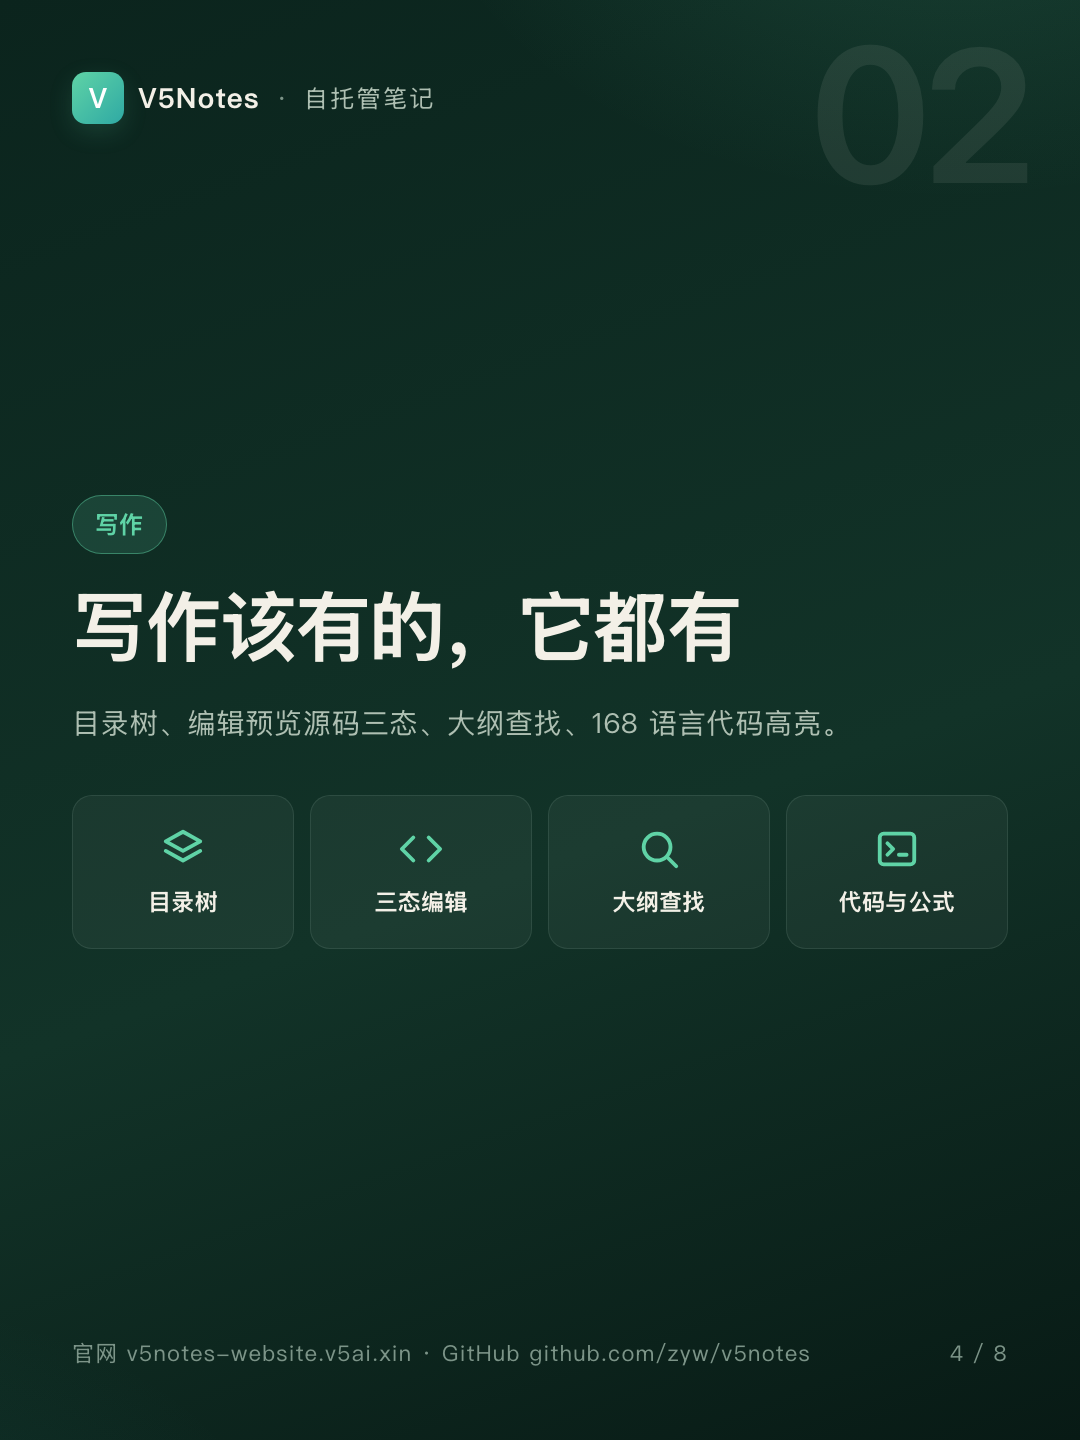 V V5Notes · 自托管笔记
02
写作
写作该有的，它都有
目录树、编辑预览源码三态、大纲查找、168 语言代码高亮。
目录树
三态编辑
大纲查找
代码与公式
官网 v5notes-website.v5ai.xin · GitHub github.com/zyw/v5notes
4 / 8